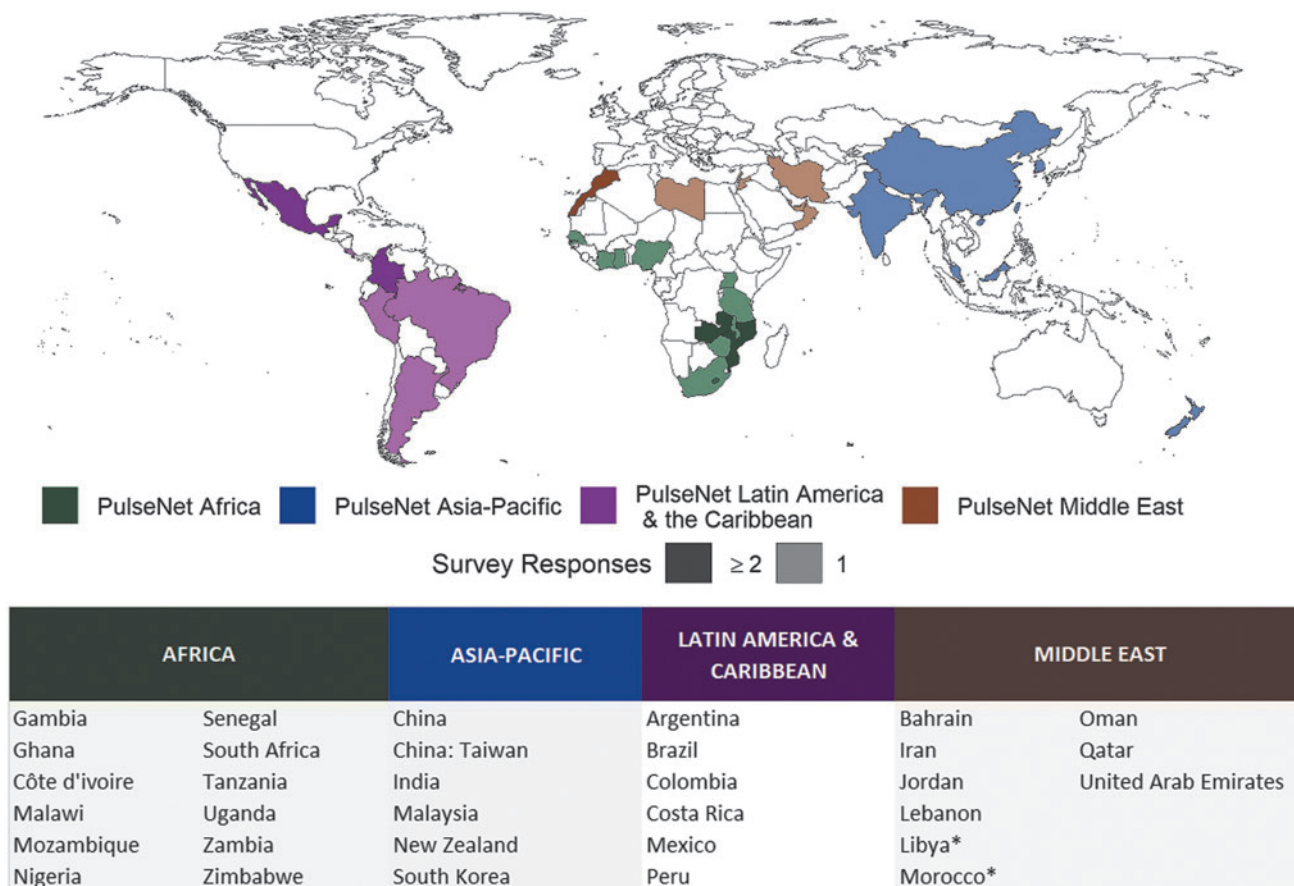 PulseNet Africa
PulseNet Asia-Pacific
PulseNet Latin America
& the Caribbean
PulseNet Middle East
Survey Responses ≥ 2 1
AFRICA
ASIA-PACIFIC
LATIN AMERICA &
CARIBBEAN
MIDDLE EAST
Gambia Senegal China Argentina Bahrain Oman
Ghana South Africa China: Taiwan Brazil Iran Qatar
Côte d'ivoire Tanzania India Colombia Jordan United Arab Emirates
Malawi Uganda Malaysia Costa Rica Lebanon
Mozambique Zambia New Zealand Mexico Libya*
Nigeria Zimbabwe South Korea Peru Morocco*